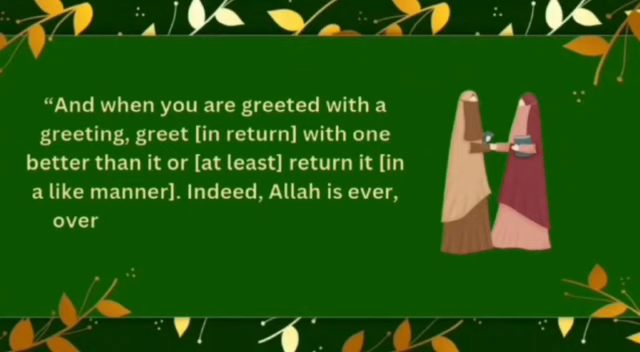 “And when you are greeted with a
greeting, greet [in return] with one
better than it or [at least] return it [in
a like manner]. Indeed, Allah is ever,
over